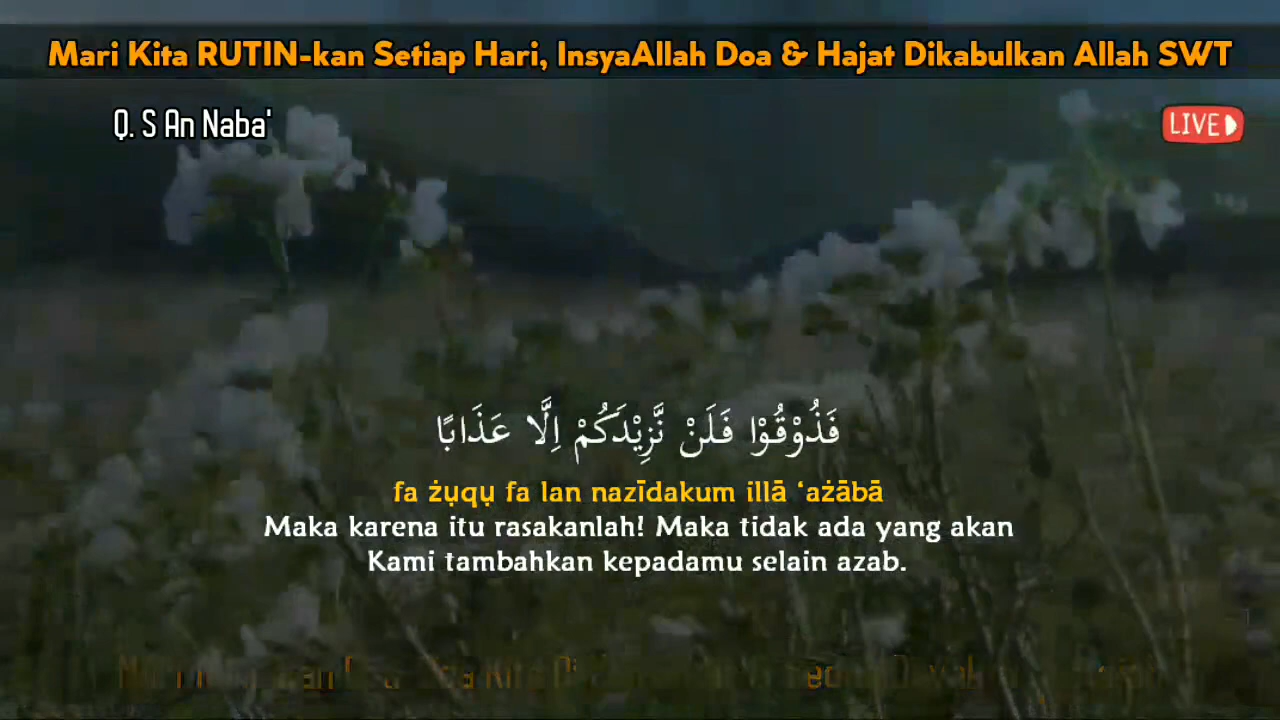 Mari Kita RUTIN-kan Setiap Hari, InsyaAllah Doa & Hajat Dikabulkan Allah SWT
Q. S An Naba'
LIVE
فَذُوْقُوْا فَلَنْ نَّزِيْدَكُمْ اِلَّا عَذَابًا
fa żụqụ fa lan nazīdakum illā ‘ażābā
Maka karena itu rasakanlah! Maka tidak ada yang akan
Kami tambahkan kepadamu selain azab.